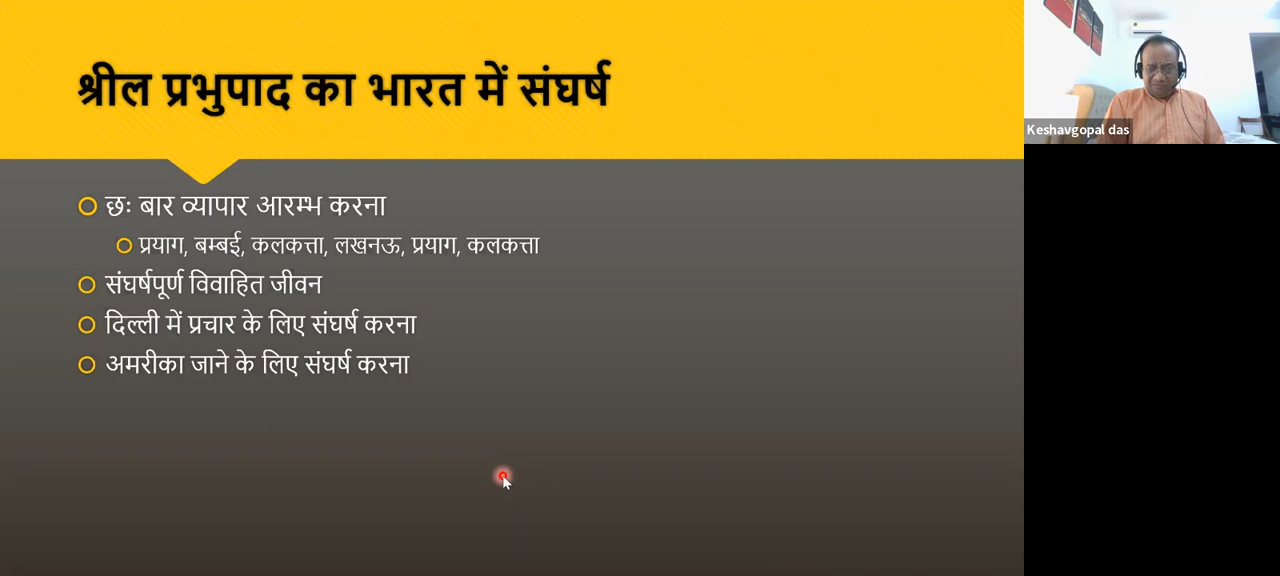 श्रील प्रभुपाद का भारत में संघर्ष
छः बार व्यापार आरम्भ करना
प्रयाग, बम्बई, कलकत्ता, लखनऊ, प्रयाग, कलकत्ता
संघर्षपूर्ण विवाहित जीवन
दिल्ली में प्रचार के लिए संघर्ष करना
अमरीका जाने के लिए संघर्ष करना
Keshavgopal das